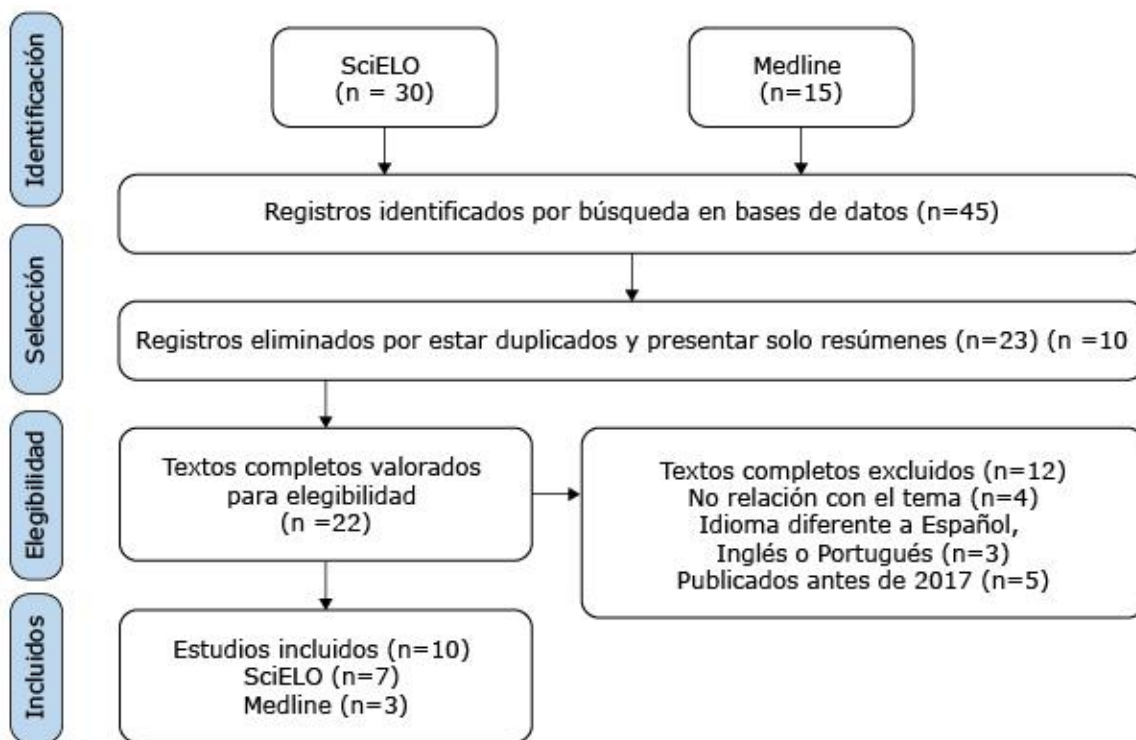 Identificación
SciELO
(n = 30)
Medline
(n=15)
Registros identificados por búsqueda en bases de datos (n=45)
Selección
Registros eliminados por estar duplicados y presentar solo resúmenes (n=23) (n =10
Elegibilidad
Textos completos valorados
para elegibilidad
(n =22)
Textos completos excluidos (n=12)
No relación con el tema (n=4)
Idioma diferente a Español,
Inglés o Portugués (n=3)
Publicados antes de 2017 (n=5)
Incluidos
Estudios incluidos (n=10)
SciELO (n=7)
Medline (n=3)